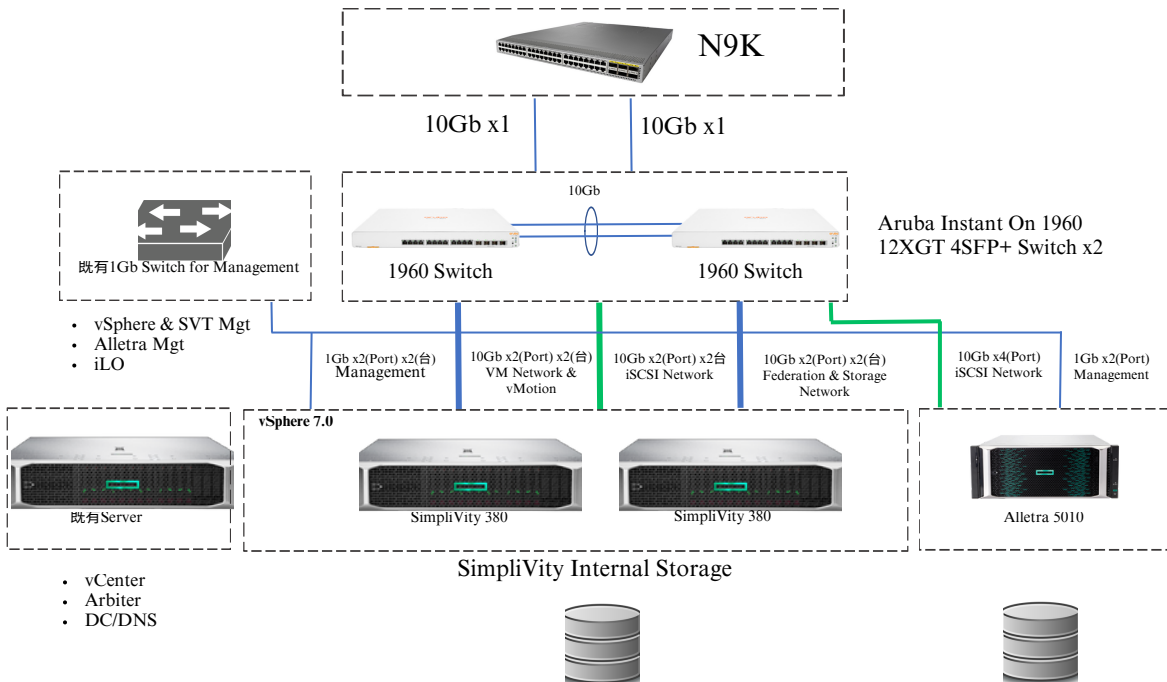 N9K
10Gb x1
10Gb x1
10Gb
既有1Gb Switch for Management
1960 Switch
1960 Switch
Aruba Instant On 1960
12XGT 4SFP+ Switch x2
• vSphere & SVT Mgt
• Alletra Mgt
• iLO
1Gb x2(Port) x2(台)
Management
10Gb x2(Port) x2(台)
VM Network &
vMotion
10Gb x2(Port) x2台
iSCSI Network
10Gb x2(Port) x2(台)
Federation & Storage
Network
10Gb x4(Port)
iSCSI Network
1Gb x2(Port)
Management
vSphere 7.0
既有Server
SimpliVity 380
SimpliVity 380
Alletra 5010
SimpliVity Internal Storage
• vCenter
• Arbiter
• DC/DNS